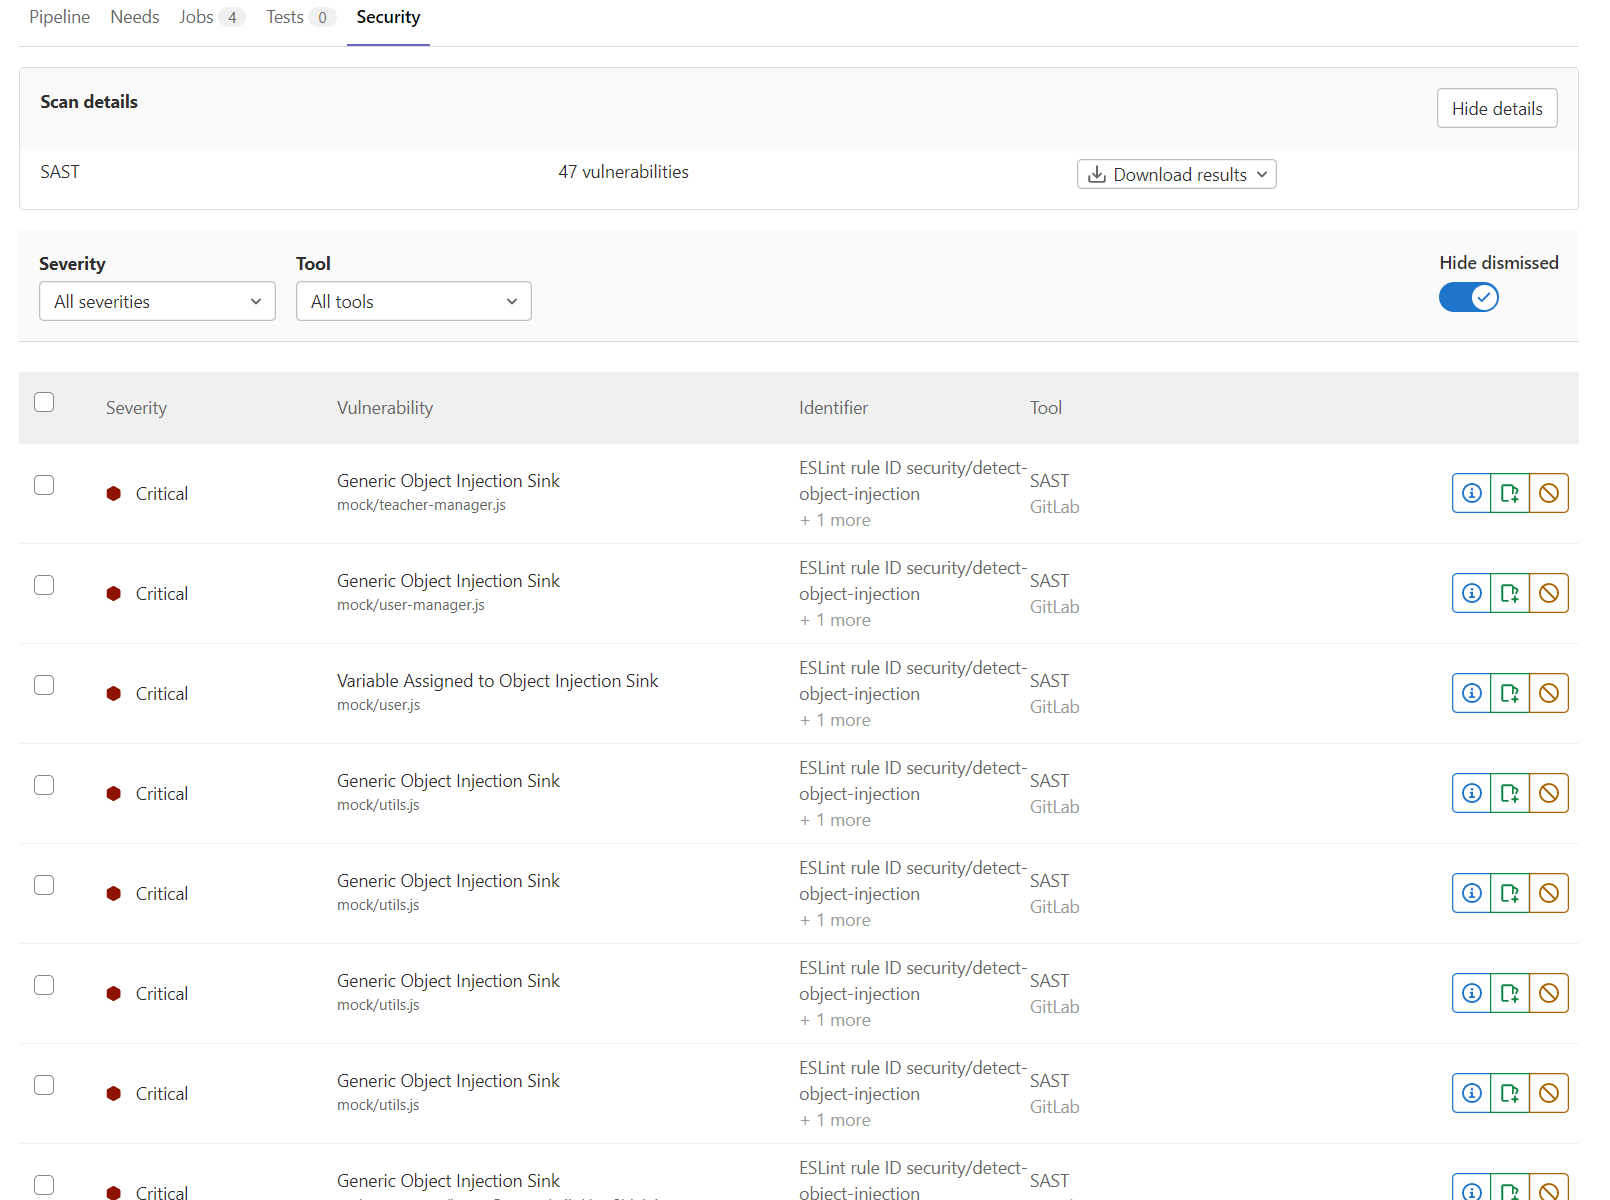 Pipeline Needs Jobs 4 Tests 0 Security
Scan details
Hide details
SAST 47 vulnerabilities Download results
Severity Tool Hide dismissed
All severities All tools
Severity Vulnerability Identifier Tool
Critical
Generic Object Injection Sink
mock/teacher-manager.js
ESLint rule ID security/detect-
object-injection
+ 1 more
SAST
GitLab
Critical
Generic Object Injection Sink
mock/user-manager.js
ESLint rule ID security/detect-
object-injection
+ 1 more
SAST
GitLab
Critical
Variable Assigned to Object Injection Sink
mock/user.js
ESLint rule ID security/detect-
object-injection
+ 1 more
SAST
GitLab
Critical
Generic Object Injection Sink
mock/utils.js
ESLint rule ID security/detect-
object-injection
+ 1 more
SAST
GitLab
Critical
Generic Object Injection Sink
mock/utils.js
ESLint rule ID security/detect-
object-injection
+ 1 more
SAST
GitLab
Critical
Generic Object Injection Sink
mock/utils.js
ESLint rule ID security/detect-
object-injection
+ 1 more
SAST
GitLab
Critical
Generic Object Injection Sink
mock/utils.js
ESLint rule ID security/detect-
object-injection
+ 1 more
SAST
GitLab
Critical
Generic Object Injection Sink
ESLint rule ID security/detect-
object-injection
SAST